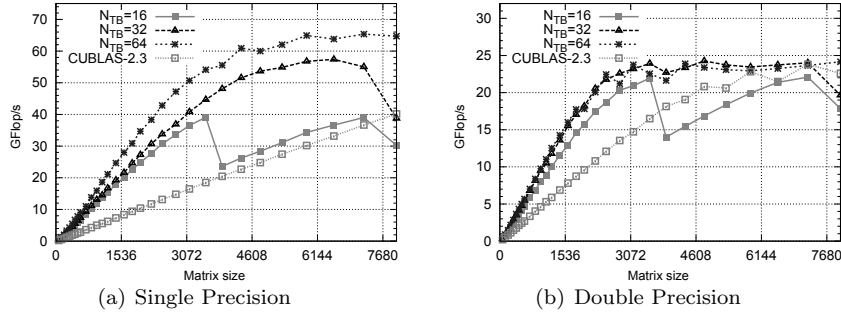 70
60
50
40
30
20
10
0
GFlop/s
N_TB=16
N_TB=32
N_TB=64
CUBLAS-2.3
0 1536 3072 4608 6144 7680
Matrix size
(a) Single Precision
30
25
20
15
10
5
0
GFlop/s
N_TB=16
N_TB=32
N_TB=64
CUBLAS-2.3
0 1536 3072 4608 6144 7680
Matrix size
(b) Double Precision